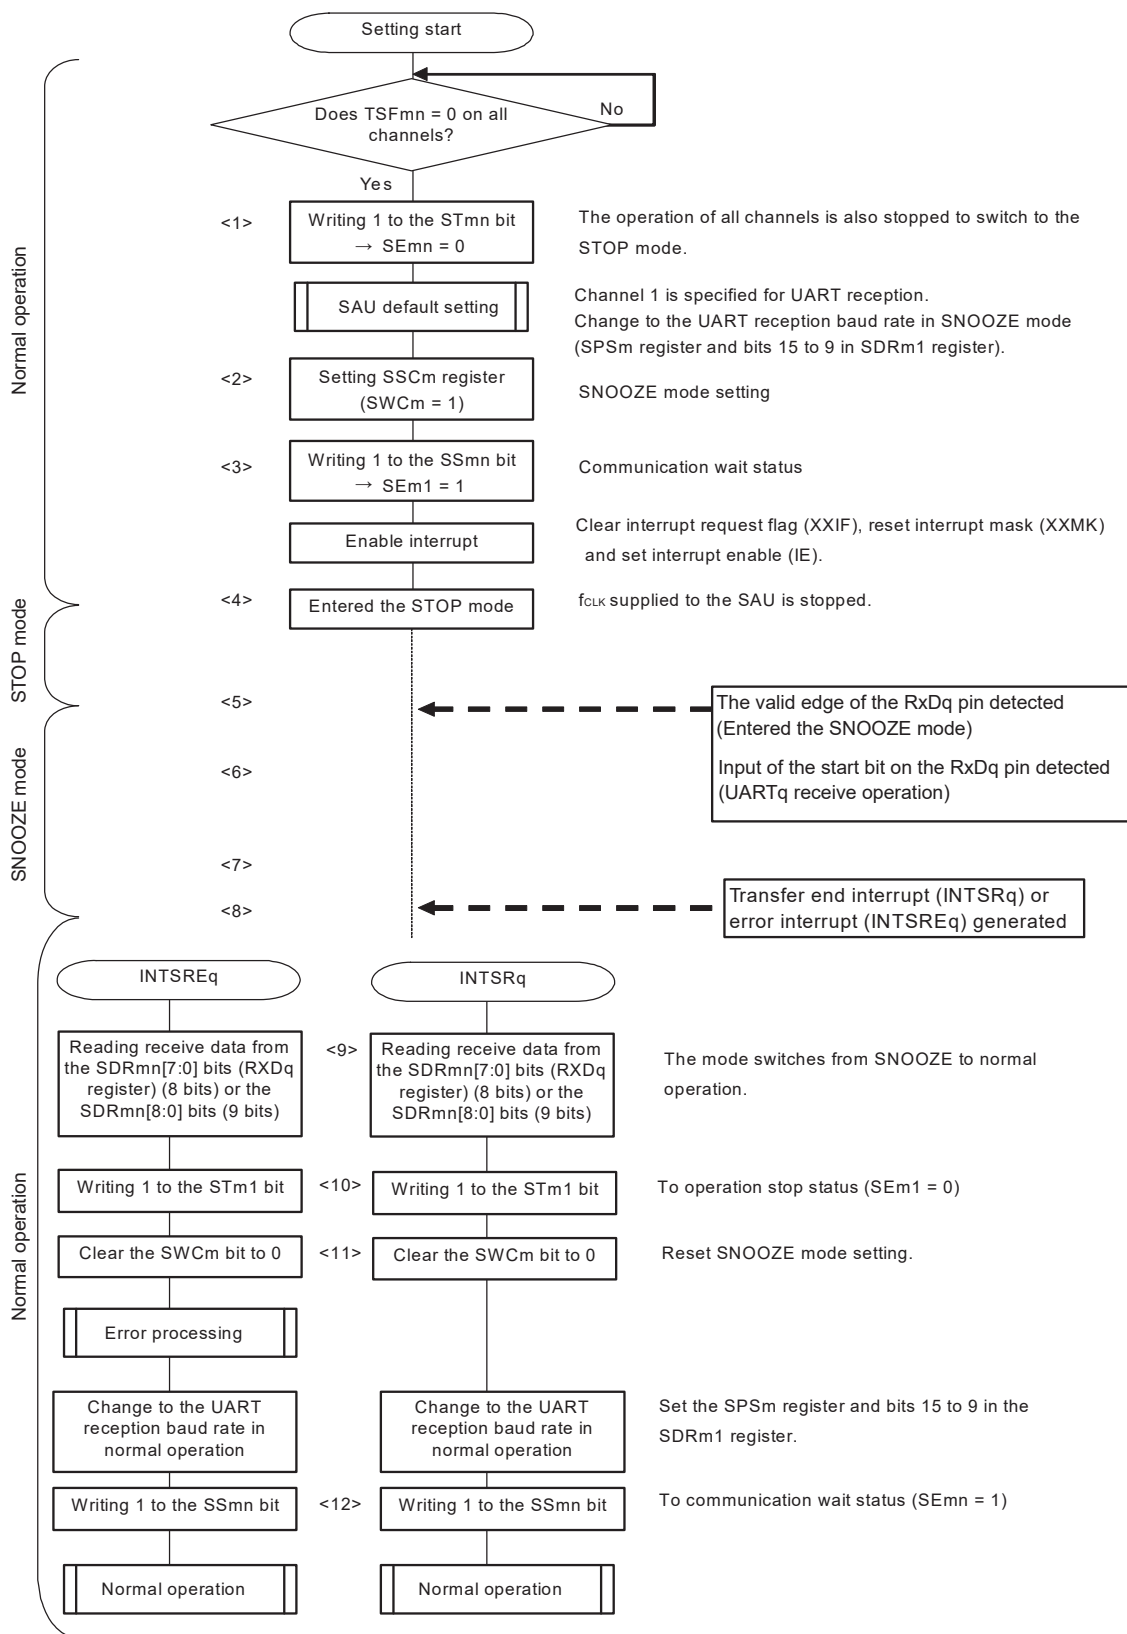 Setting start
Does TSFmn = 0 on all
channels?
No
Yes
Normal operation
<1>
Writing 1 to the STmn bit
→ SEmn = 0
The operation of all channels is also stopped to switch to the
STOP mode.
SAU default setting
Channel 1 is specified for UART reception.
Change to the UART reception baud rate in SNOOZE mode
(SPSm register and bits 15 to 9 in SDRm1 register).
<2>
Setting SSCm register
(SWCm = 1)
SNOOZE mode setting
<3>
Writing 1 to the SSmn bit
→ SEm1 = 1
Communication wait status
Enable interrupt
Clear interrupt request flag (XXIF), reset interrupt mask (XXMK)
and set interrupt enable (IE).
<4>
Entered the STOP mode
fCLK supplied to the SAU is stopped.
STOP mode
<5>
The valid edge of the RxDq pin detected
(Entered the SNOOZE mode)
SNOOZE mode
<6>
Input of the start bit on the RxDq pin detected
(UARTq receive operation)
<7>
<8>
Transfer end interrupt (INTSRq) or
error interrupt (INTSREq) generated
INTSREq
INTSRq
Normal operation
Reading receive data from
the SDRmn[7:0] bits (RXDq
register) (8 bits) or the
SDRmn[8:0] bits (9 bits)
<9>
Reading receive data from
the SDRmn[7:0] bits (RXDq
register) (8 bits) or the
SDRmn[8:0] bits (9 bits)
The mode switches from SNOOZE to normal
operation.
Writing 1 to the STm1 bit
<10>
Writing 1 to the STm1 bit
To operation stop status (SEm1 = 0)
Clear the SWCm bit to 0
<11>
Clear the SWCm bit to 0
Reset SNOOZE mode setting.
Error processing
Change to the UART
reception baud rate in
normal operation
Change to the UART
reception baud rate in
normal operation
Set the SPSm register and bits 15 to 9 in the
SDRm1 register.
Writing 1 to the SSmn bit
<12>
Writing 1 to the SSmn bit
To communication wait status (SEmn = 1)
Normal operation
Normal operation